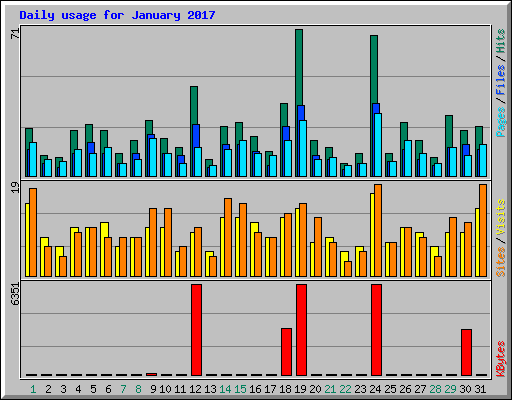 Daily usage for January 2017
71
Pages / Files / Hits
19
Sites / Visits
6351
KBytes
1 2 3 4 5 6 7 8 9 10 11 12 13 14 15 16 17 18 19 20 21 22 23 24 25 26 27 28 29 30 31